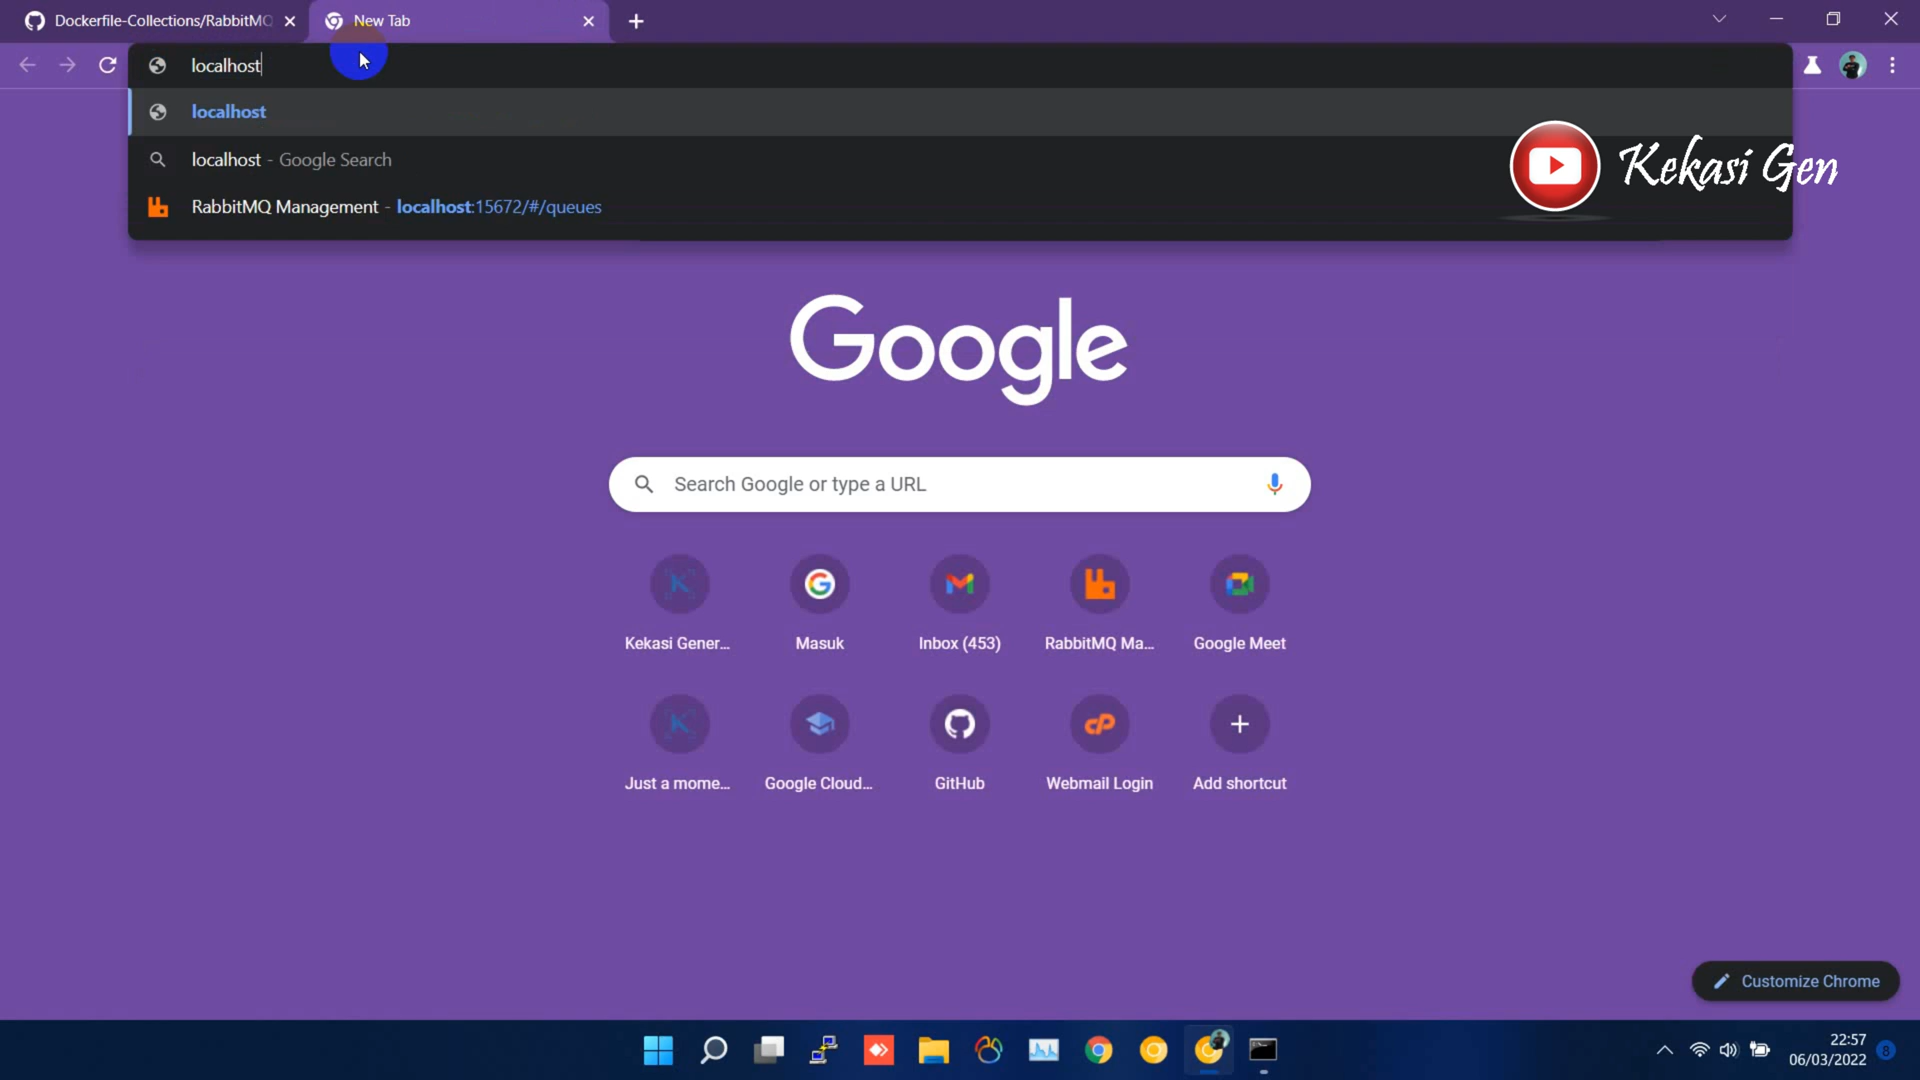 Dockerfile-Collections/RabbitMQ
New Tab
localhost
localhost
localhost - Google Search
RabbitMQ Management - localhost:15672/#/queues
Kekasi Gen
Google
Search Google or type a URL
Kekasi Gener...
Masuk
Inbox (453)
RabbitMQ Ma...
Google Meet
Just a mome...
Google Cloud...
GitHub
Webmail Login
Add shortcut
Customize Chrome
22:57
06/03/2022
8